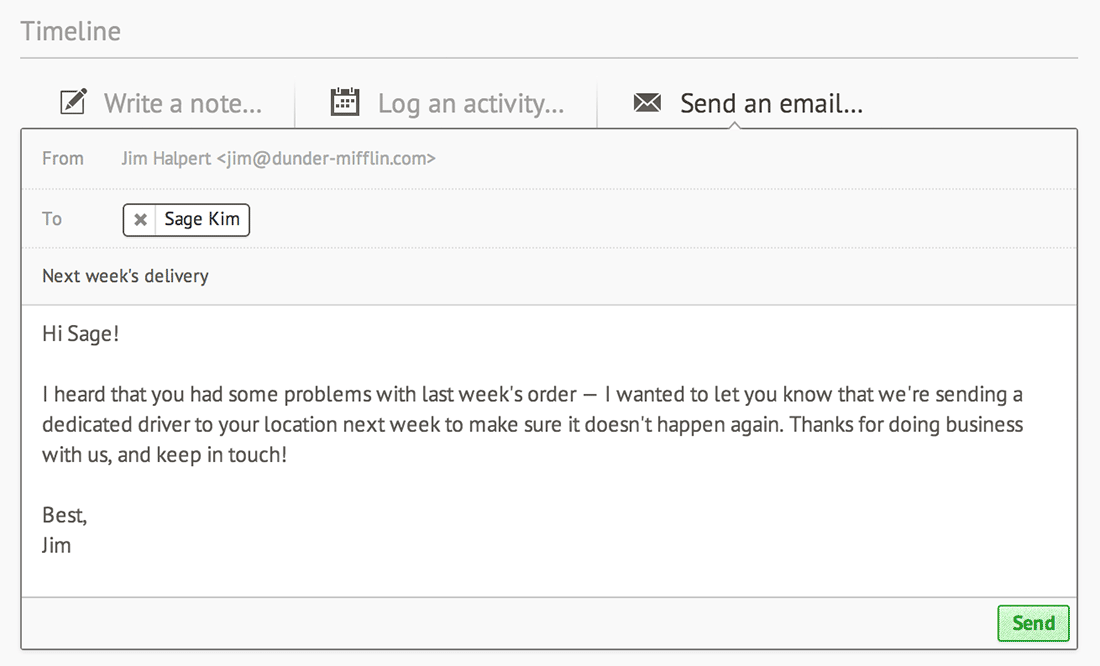 Timeline
Write a note... Log an activity... Send an email...
From Jim Halpert <jim@dunder-mifflin.com>
To Sage Kim
Next week's delivery
Hi Sage!
I heard that you had some problems with last week's order — I wanted to let you know that we're sending a
dedicated driver to your location next week to make sure it doesn't happen again. Thanks for doing business
with us, and keep in touch!
Best,
Jim
Send